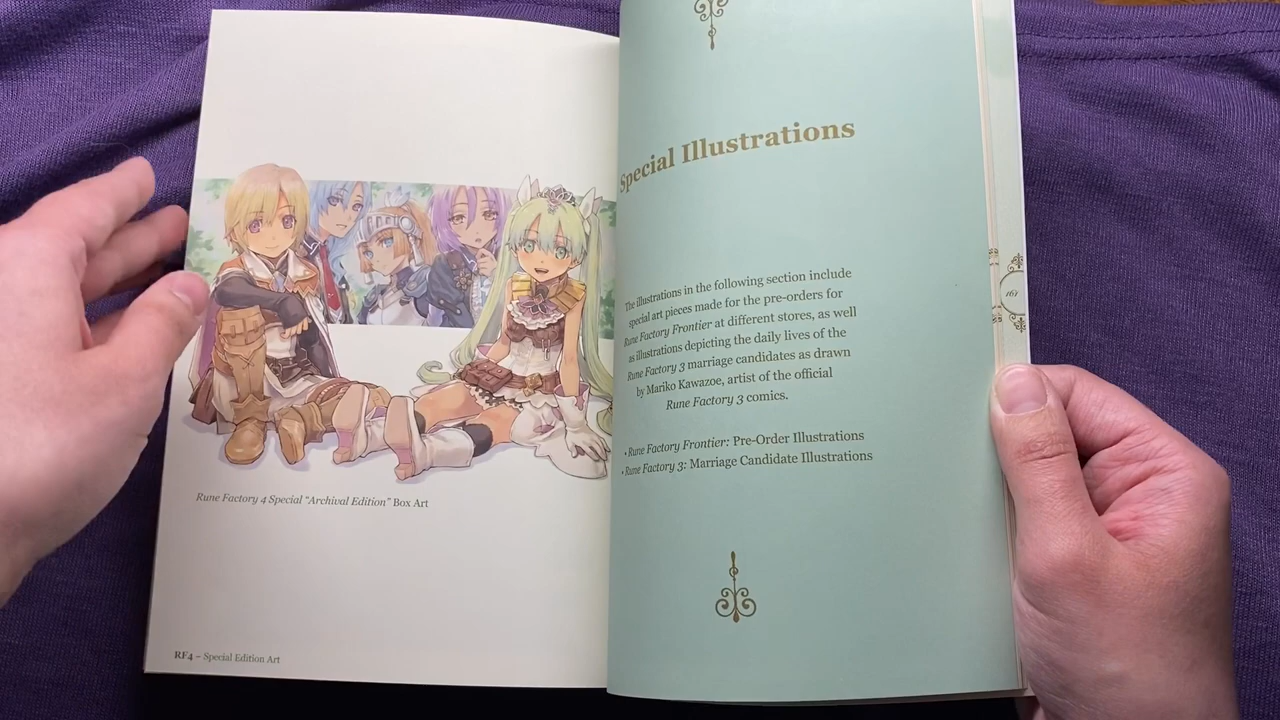 Rune Factory 4 Special "Archival Edition" Box Art
RF4 – Special Edition Art
Special Illustrations
The illustrations in the following section include
special art pieces made for the pre-orders for
Rune Factory Frontier at different stores, as well
as illustrations depicting the daily lives of the
Rune Factory 3 marriage candidates as drawn
by Mariko Kawazoe, artist of the official
Rune Factory 3 comics.
• Rune Factory Frontier: Pre-Order Illustrations
• Rune Factory 3: Marriage Candidate Illustrations
161